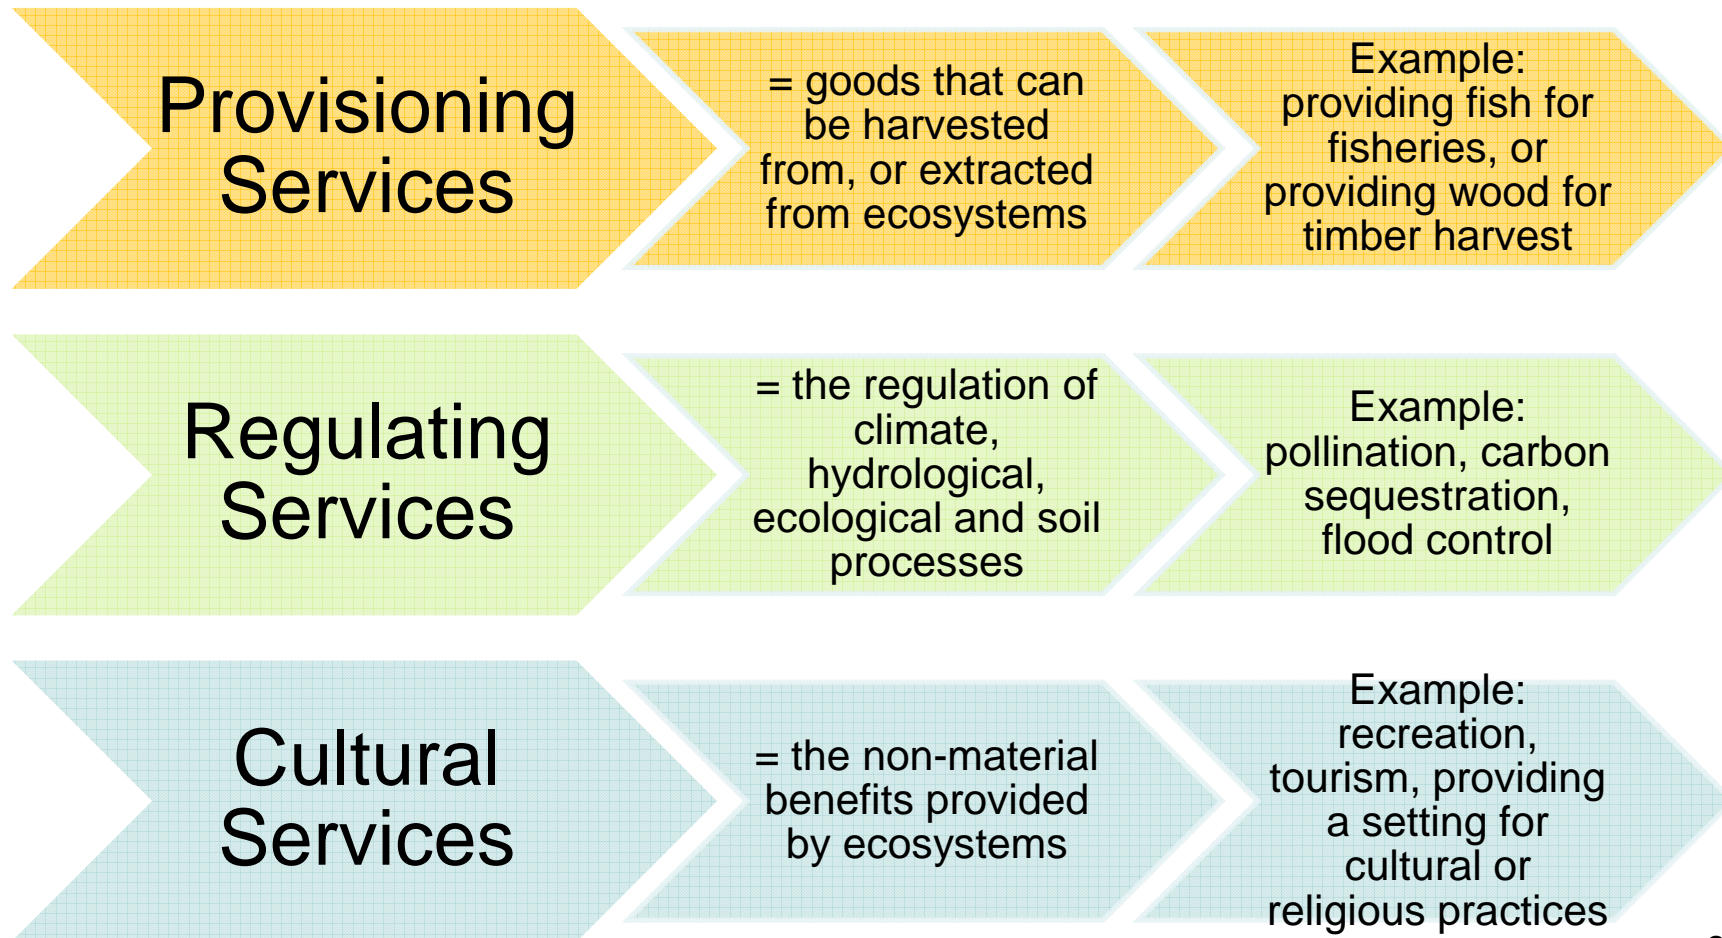 Provisioning
Services
= goods that can
be harvested
from, or extracted
from ecosystems
Example:
providing fish for
fisheries, or
providing wood for
timber harvest
Regulating
Services
= the regulation of
climate,
hydrological,
ecological and soil
processes
Example:
pollination, carbon
sequestration,
flood control
Cultural
Services
= the non-material
benefits provided
by ecosystems
Example:
recreation,
tourism, providing
a setting for
cultural or
religious practices